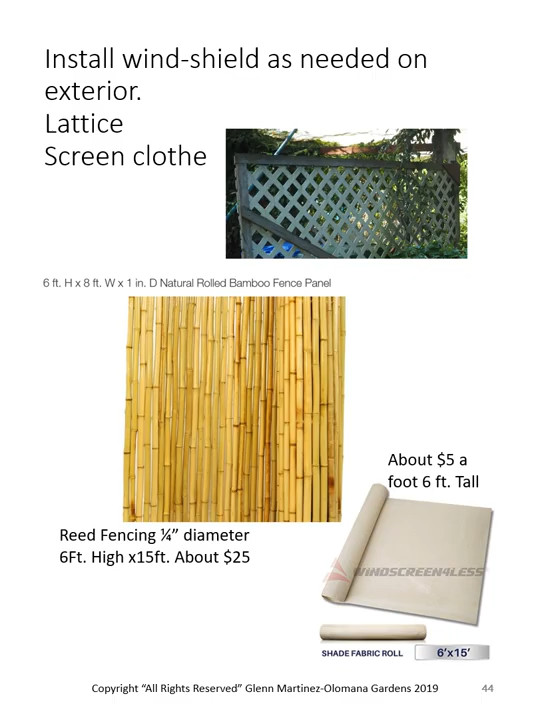 Install wind-shield as needed on
exterior.
Lattice
Screen clothe
6 ft. H x 8 ft. W x 1 in. D Natural Rolled Bamboo Fence Panel
About $5 a
foot 6 ft. Tall
Reed Fencing ¼” diameter
6Ft. High x15ft. About $25
WINDSCREEN4LESS
SHADE FABRIC ROLL 6'x15'
Copyright “All Rights Reserved” Glenn Martinez-Olomana Gardens 2019 44